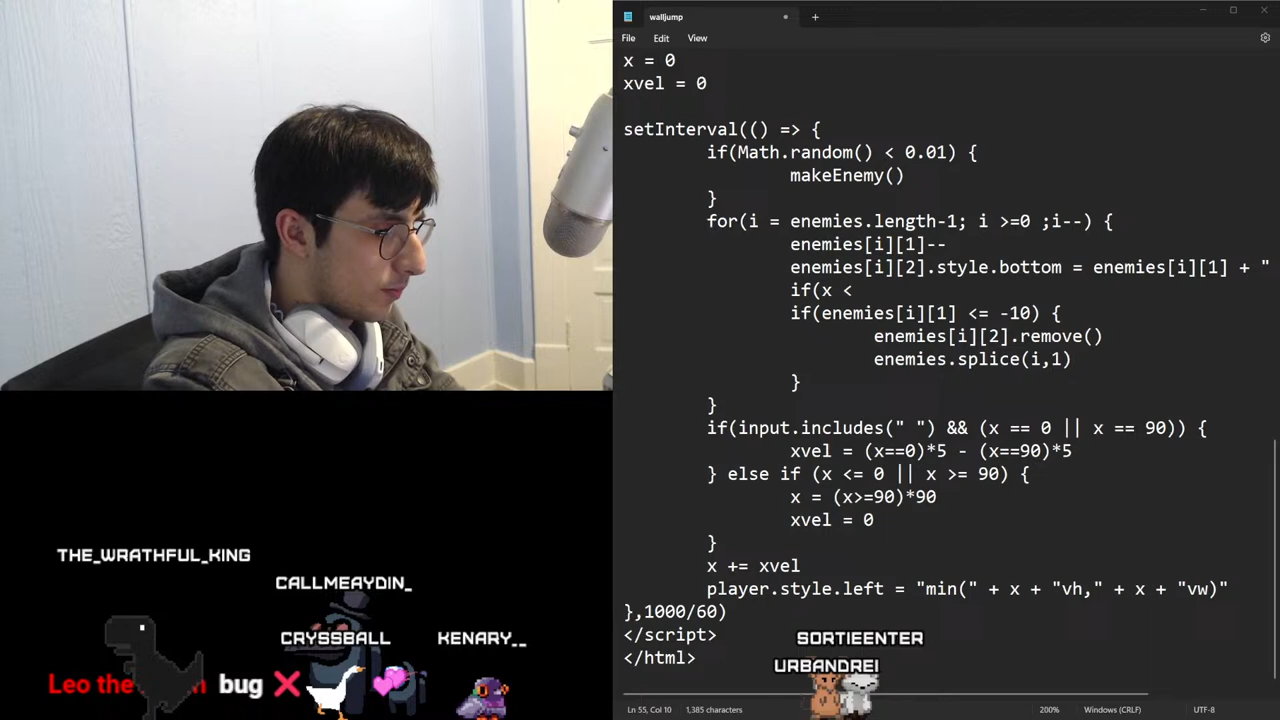 walljump
File Edit View
x = 0
xvel = 0
setInterval(() => {
if(Math.random() < 0.01) {
makeEnemy()
}
for(i = enemies.length-1; i >=0 ;i--) {
enemies[i][1]--
enemies[i][2].style.bottom = enemies[i][1] + "
if(x <
if(enemies[i][1] <= -10) {
enemies[i][2].remove()
enemies.splice(i,1)
}
}
if(input.includes(" ") && (x == 0 || x == 90)) {
xvel = (x==0)*5 - (x==90)*5
} else if (x <= 0 || x >= 90) {
x = (x>=90)*90
xvel = 0
}
x += xvel
player.style.left = "min(" + x + "vh," + x + "vw)"
},1000/60)
</script>
</html>
Ln 55, Col 10 1,385 characters 200% Windows (CRLF) UTF-8
THE_WRATHFUL_KING
CALLMEAYDIN_
CRYSSBALL
KENARY__
SORTIEENTER
URBANDREI
Leo the bug